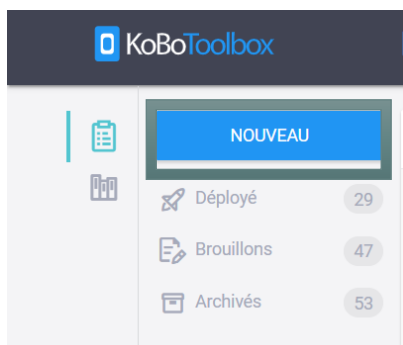 KoBoToolbox
NOUVEAU
Déployé 29
Brouillons 47
Archivés 53